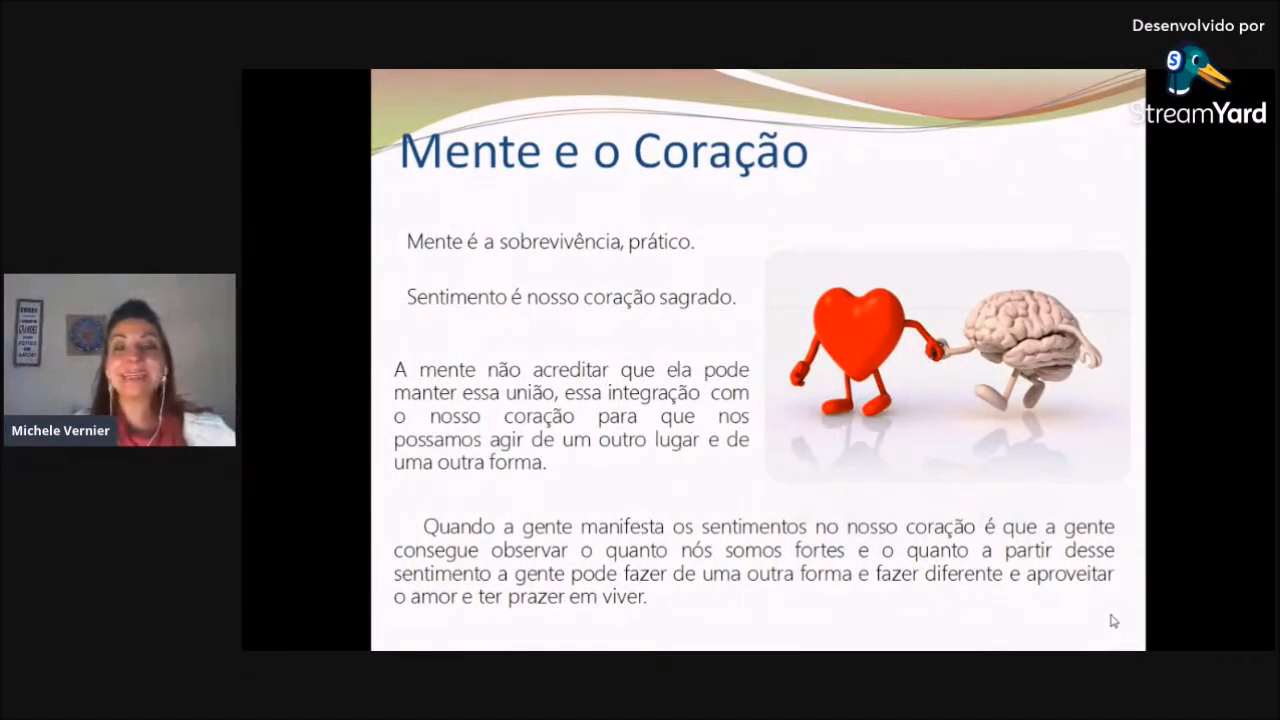 Desenvolvido por
StreamYard
Mente e o Coração
Mente é a sobrevivência, prático.
Sentimento é nosso coração sagrado.
A mente não acreditar que ela pode
manter essa união, essa integração com
o nosso coração para que nos
possamos agir de um outro lugar e de
uma outra forma.
Quando a gente manifesta os sentimentos no nosso coração é que a gente
consegue observar o quanto nós somos fortes e o quanto a partir desse
sentimento a gente pode fazer de uma outra forma e fazer diferente e aproveitar
o amor e ter prazer em viver.
Michele Vernier